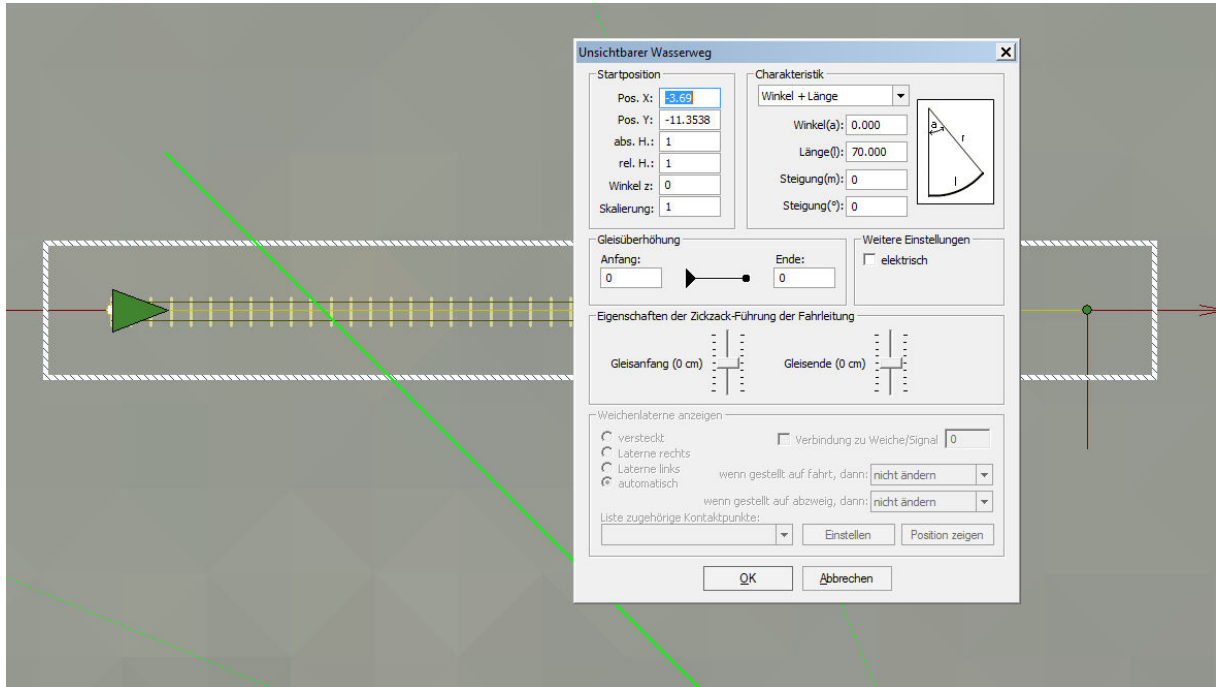 Unsichtbarer Wasserweg
Startposition
Pos. X: -3.69
Pos. Y: -11.3538
abs. H.: 1
rel. H.: 1
Winkel z: 0
Skalierung: 1
Charakteristik
Winkel + Länge
Winkel(a): 0.000
Länge(l): 70.000
Steigung(m): 0
Steigung(°): 0
a
r
l
Gleisüberhöhung
Anfang:
0
Ende:
0
Weitere Einstellungen
elektrisch
Eigenschaften der Zickzack-Führung der Fahrleitung
Gleisanfang (0 cm)
Gleisende (0 cm)
Weichenlaterne anzeigen
versteckt
Laterne rechts
Laterne links
automatisch
Verbindung zu Weiche/Signal 0
wenn gestellt auf fahrt, dann: nicht ändern
wenn gestellt auf abzweig, dann: nicht ändern
Liste zugehörige Kontaktpunkte:
Einstellen
Position zeigen
OK
Abbrechen